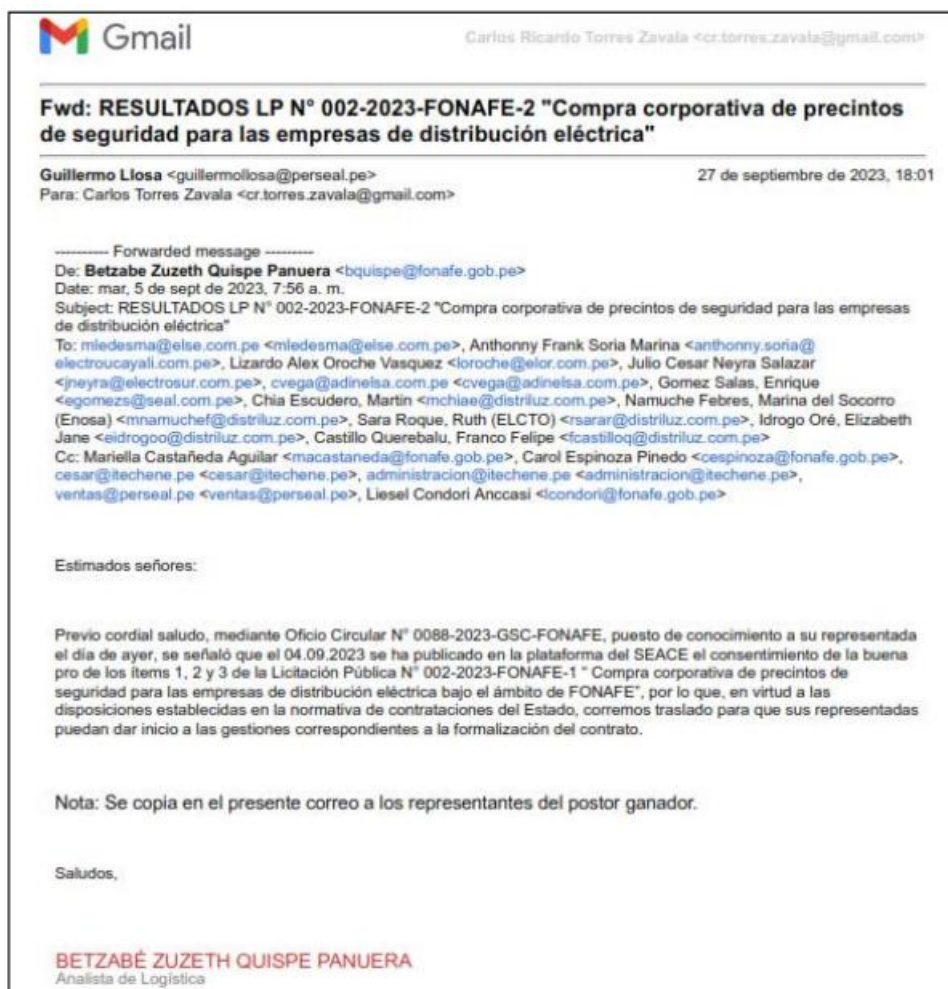 Gmail
Carlos Ricardo Torres Zavala <cr.torres.zavala@gmail.com>
Fwd: RESULTADOS LP N° 002-2023-FONAFE-2 "Compra corporativa de precintos
de seguridad para las empresas de distribución eléctrica"
Guillermo Llosa <guillermollosa@perseal.pe>
27 de septiembre de 2023, 18:01
Para: Carlos Torres Zavala <cr.torres.zavala@gmail.com>
---------- Forwarded message ---------
De: Betzabe Zuzeth Quispe Panuera <bquispe@fonafe.gob.pe>
Date: mar, 5 de sept de 2023, 7:56 a. m.
Subject: RESULTADOS LP N° 002-2023-FONAFE-2 "Compra corporativa de precintos de seguridad para las empresas
de distribución eléctrica"
To: mledesma@else.com.pe <mledesma@else.com.pe>, Anthonny Frank Soria Marina <anthonny.soria@
electroucayali.com.pe>, Lizardo Alex Oroche Vasquez <loroche@elor.com.pe>, Julio Cesar Neyra Salazar
<jneyra@electrosur.com.pe>, cvega@adinelsa.com.pe <cvega@adinelsa.com.pe>, Gomez Salas, Enrique
<egomezs@seal.com.pe>, Chia Escudero, Martin <mchiae@distriluz.com.pe>, Namuche Febres, Marina del Socorro
(Enosa) <mnamuchef@distriluz.com.pe>, Sara Roque, Ruth (ELCTO) <rsarar@distriluz.com.pe>, Idrogo Oré, Elizabeth
Jane <eidrogoo@distriluz.com.pe>, Castillo Querebalu, Franco Felipe <fcastilloq@distriluz.com.pe>
Cc: Mariella Castañeda Aguilar <macastaneda@fonafe.gob.pe>, Carol Espinoza Pinedo <cespinoza@fonafe.gob.pe>,
cesar@itechene.pe <cesar@itechene.pe>, administracion@itechene.pe <administracion@itechene.pe>,
ventas@perseal.pe <ventas@perseal.pe>, Liesel Condori Anccasi <lcondori@fonafe.gob.pe>
Estimados señores:
Previo cordial saludo, mediante Oficio Circular N° 0088-2023-GSC-FONAFE, puesto de conocimiento a su representada
el día de ayer, se señaló que el 04.09.2023 se ha publicado en la plataforma del SEACE el consentimiento de la buena
pro de los ítems 1, 2 y 3 de la Licitación Pública N° 002-2023-FONAFE-1 " Compra corporativa de precintos de
seguridad para las empresas de distribución eléctrica bajo el ámbito de FONAFE", por lo que, en virtud a las
disposiciones establecidas en la normativa de contrataciones del Estado, corremos traslado para que sus representadas
puedan dar inicio a las gestiones correspondientes a la formalización del contrato.
Nota: Se copia en el presente correo a los representantes del postor ganador.
Saludos,
BETZABÉ ZUZETH QUISPE PANUERA
Analista de Logística